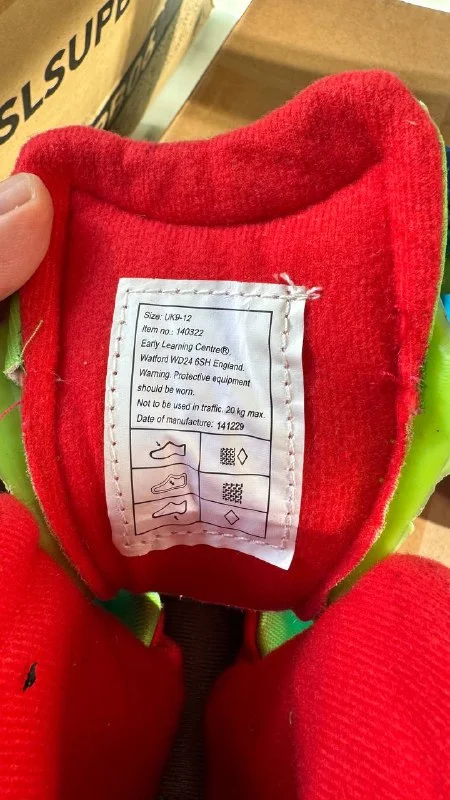 SLSUPE
Size: UK9-12
Item no.: 140322
Early Learning Centre®,
Watford WD24 6SH England.
Warning. Protective equipment
should be worn.
Not to be used in traffic. 20 kg max.
Date of manufacture: 141229